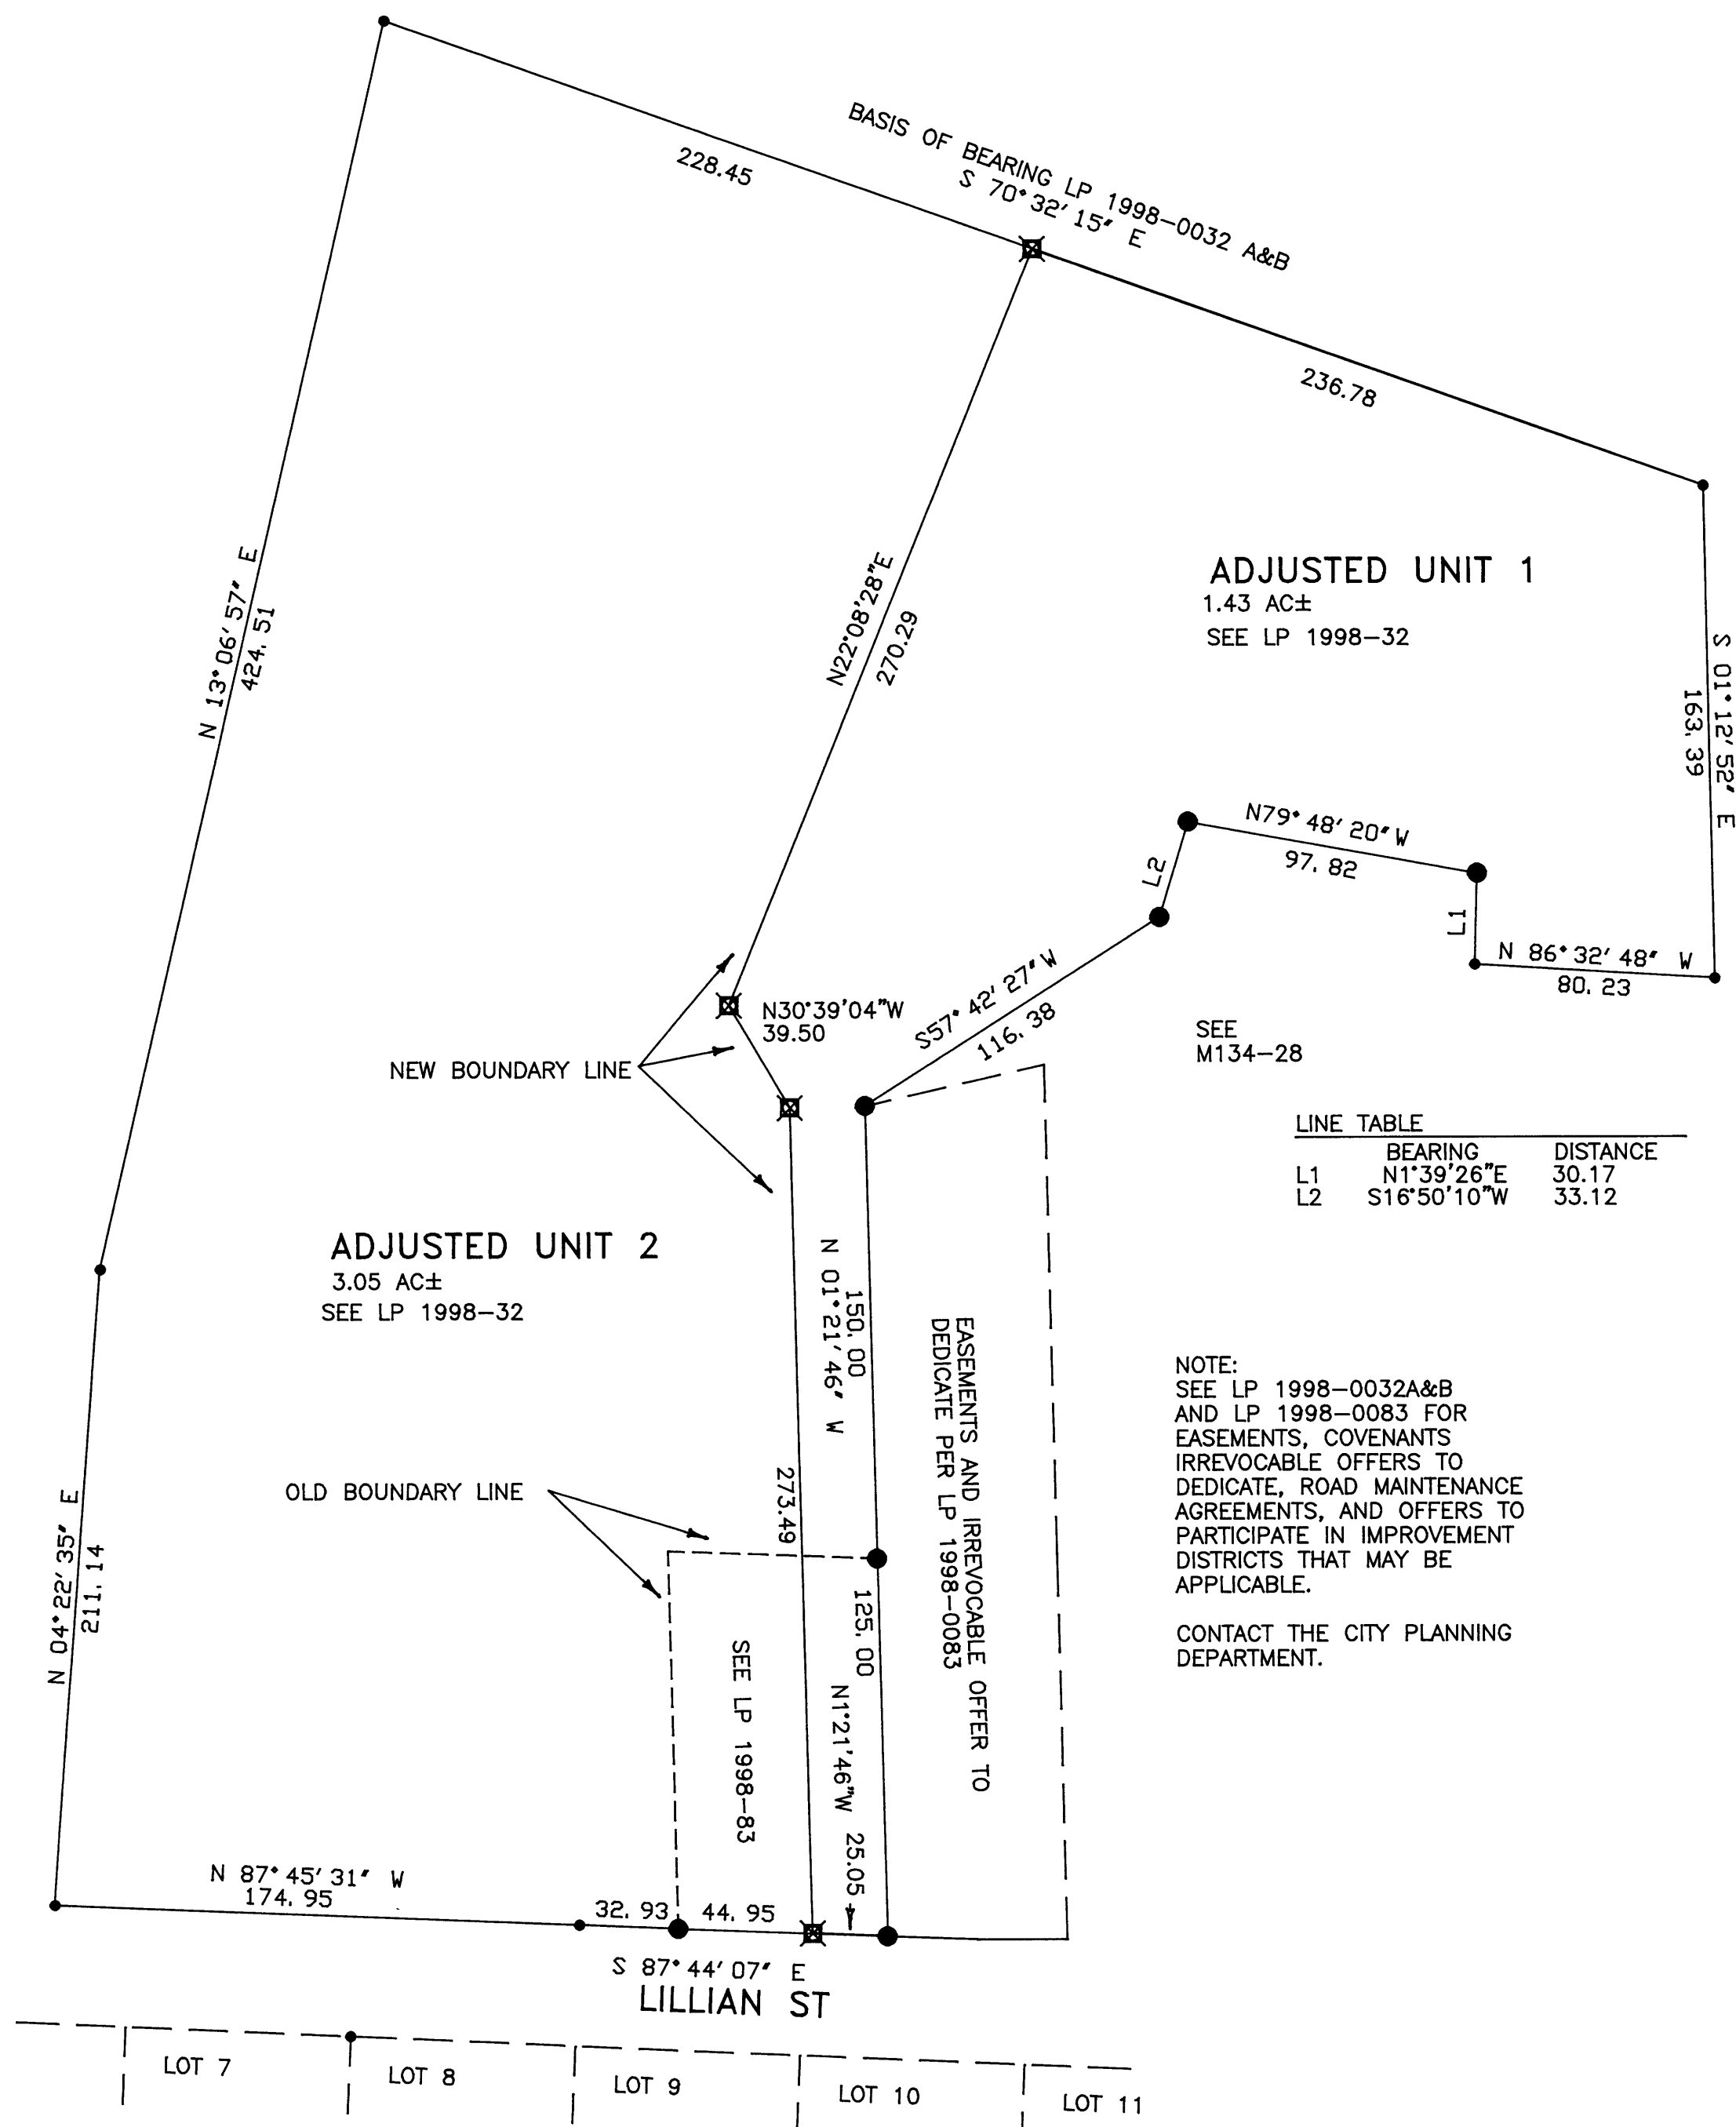 BASIS OF BEARING LP 1998-0032 A&B
S 70°32'15" E
228.45
236.78
N 13°06'57" E
424.51
N22°08'28"E
270.29
ADJUSTED UNIT 1
1.43 AC±
SEE LP 1998-32
S 01°12'52" E
163.39
N79°48'20"W
97.82
L2
L1
N 86°32'48" W
80.23
S57°42'27"W
116.38
N30°39'04"W
39.50
SEE
M134-28
NEW BOUNDARY LINE
LINE TABLE
BEARING DISTANCE
L1 N1°39'26"E 30.17
L2 S16°50'10"W 33.12
ADJUSTED UNIT 2
3.05 AC±
SEE LP 1998-32
N 01°21'46" W
150.00
273.49
EASEMENTS AND IRREVOCABLE OFFER TO
DEDICATE PER LP 1998-0083
NOTE:
SEE LP 1998-0032A&B
AND LP 1998-0083 FOR
EASEMENTS, COVENANTS
IRREVOCABLE OFFERS TO
DEDICATE, ROAD MAINTENANCE
AGREEMENTS, AND OFFERS TO
PARTICIPATE IN IMPROVEMENT
DISTRICTS THAT MAY BE
APPLICABLE.
CONTACT THE CITY PLANNING
DEPARTMENT.
OLD BOUNDARY LINE
N 04°22'35" E
211.14
125.00
SEE LP 1998-83
N1°21'46"W
25.05
N 87°45'31" W
174.95
32.93
44.95
S 87°44'07" E
LILLIAN ST
LOT 7
LOT 8
LOT 9
LOT 10
LOT 11